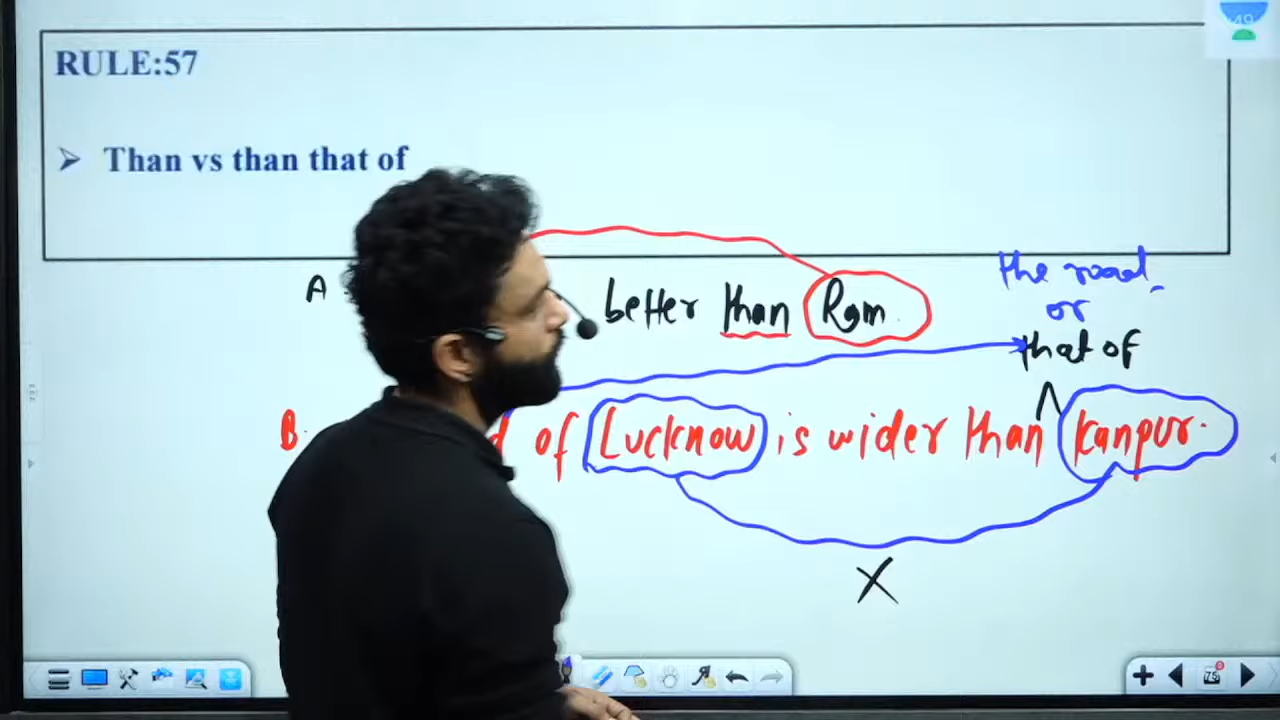 RULE:57
➤ Than vs than that of
A
better than Ram.
the road
or
that of
B.
of Lucknow is wider than ^ Kanpur.
X
75